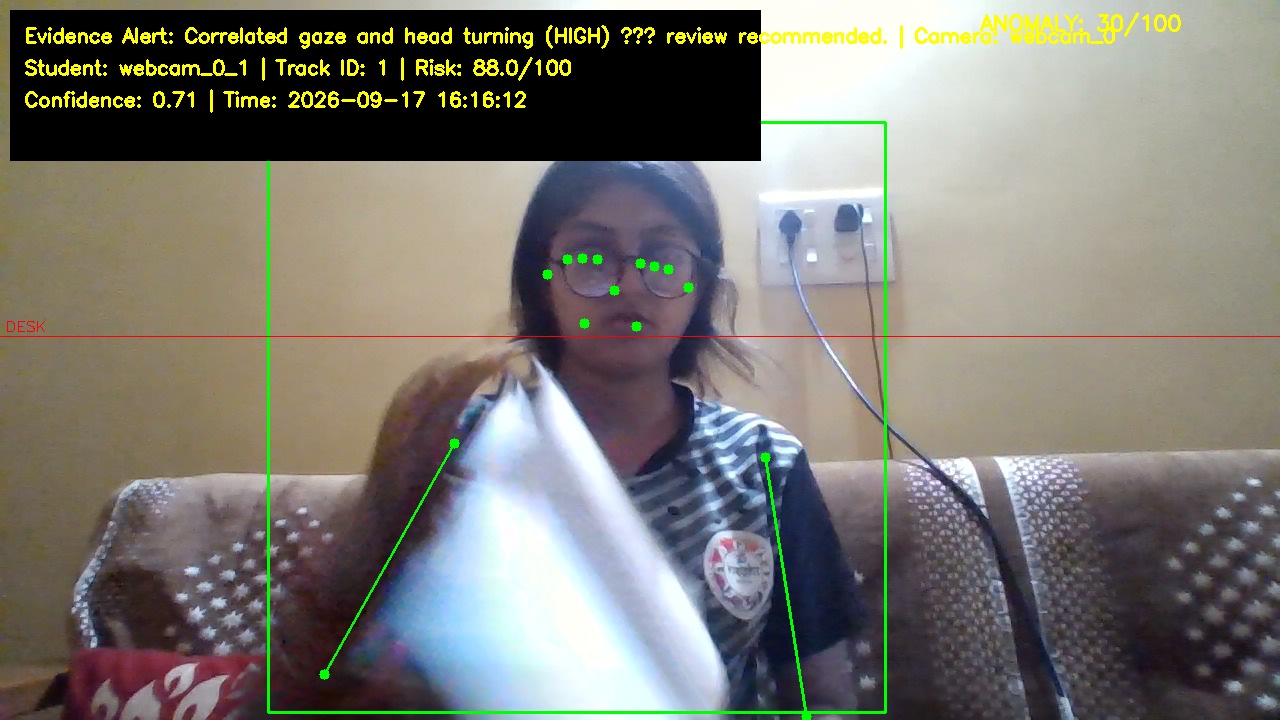 Evidence Alert: Correlated gaze and head turning (HIGH) ??? review recommended. | Camera: webcam_0
ANOMALY: 30/100
Student: webcam_0_1 | Track ID: 1 | Risk: 88.0/100
Confidence: 0.71 | Time: 2026-09-17 16:16:12
DESK